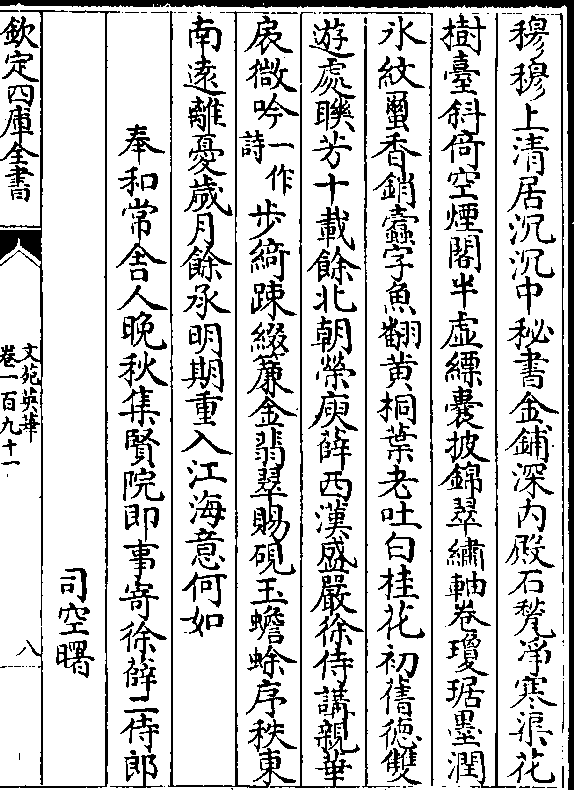 穆穆上清居沉沉中秘書金鋪深内殿石甃淨寒渠花
樹臺斜倚空煙閣半虛縹囊披錦翠繡軸卷瓊琚墨潤
氷紋壐香銷蠧字魚翻黄桐葉老吐白桂花初舊徳雙
遊處聨芳十載餘北朝榮庾薛西漢盛嚴徐侍講親華
扆微吟一作詩步綺踈綴簾金翡翠賜硯玉蟾蜍序秩東
南遠離憂歲月餘承明期重入江海意何如
奉和常舍人晚秋集賢院即事寄徐薛二侍郎
司空曙
欽定四庫全書
文苑英華
卷一百九十一
八